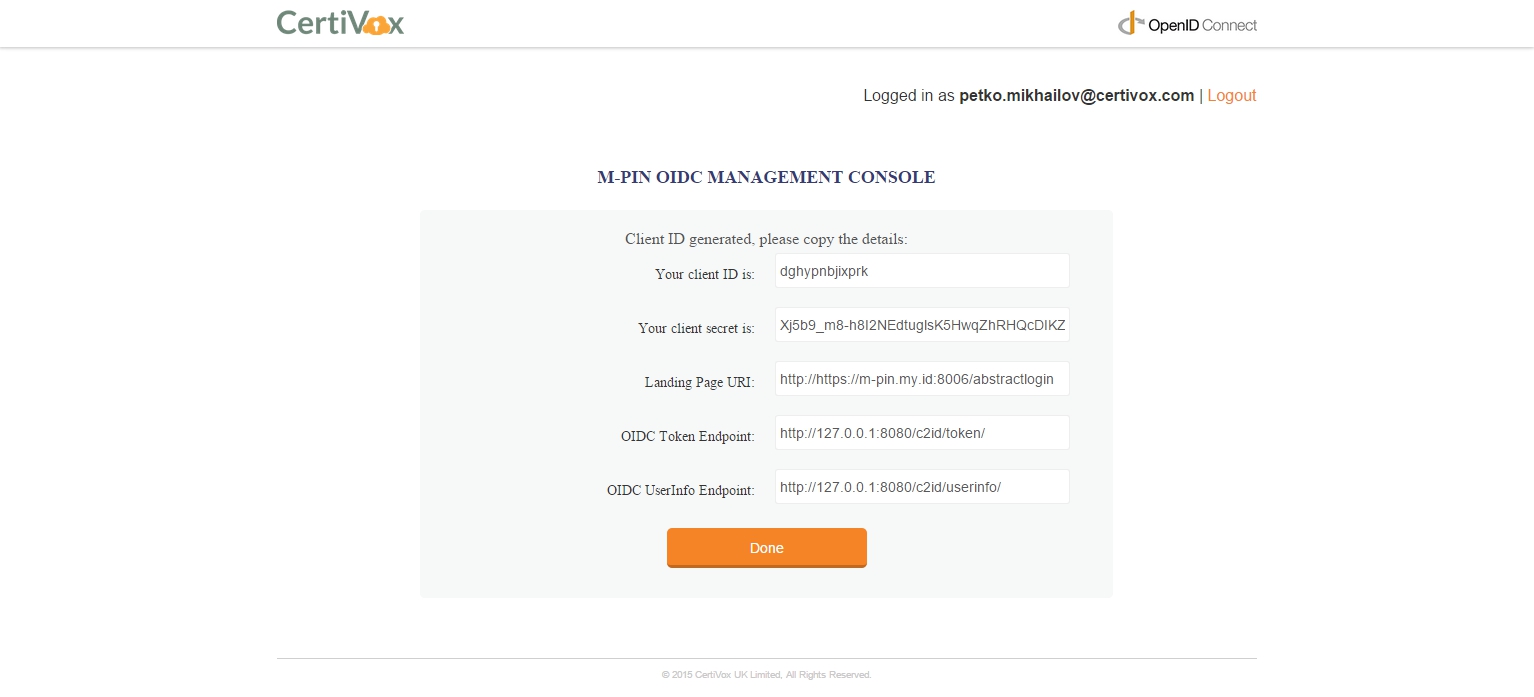 CertiVox
OpenID Connect
Logged in as petko.mikhailov@certivox.com | Logout
M-PIN OIDC MANAGEMENT CONSOLE
Client ID generated, please copy the details:
Your client ID is: dghypnbjixprk
Your client secret is: Xj5b9_m8-h8I2NEdtugIsK5HwqZhRHQcDIKZ
Landing Page URI: http://https://m-pin.my.id:8006/abstractlogin
OIDC Token Endpoint: http://127.0.0.1:8080/c2id/token/
OIDC UserInfo Endpoint: http://127.0.0.1:8080/c2id/userinfo/
Done
© 2015 CertiVox UK Limited, All Rights Reserved.